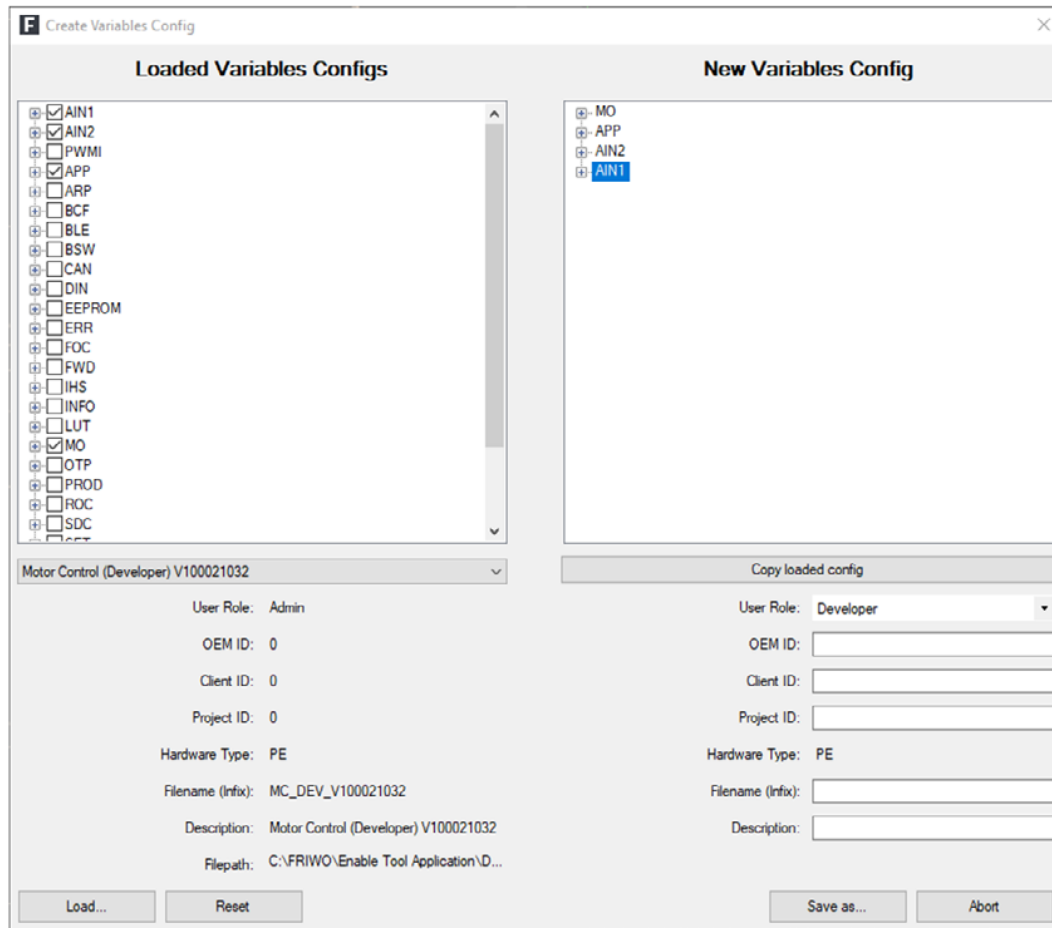 F Create Variables Config
Loaded Variables Configs
AIN1
AIN2
PWMI
APP
ARP
BCF
BLE
BSW
CAN
DIN
EEPROM
ERR
FOC
FWD
IHS
INFO
LUT
MO
OTP
PROD
ROC
SDC
Motor Control (Developer) V100021032
User Role: Admin
OEM ID: 0
Client ID: 0
Project ID: 0
Hardware Type: PE
Filename (Infix): MC_DEV_V100021032
Description: Motor Control (Developer) V100021032
Filepath: C:\FRIWO\Enable Tool Application\D...
Load...
Reset
New Variables Config
MO
APP
AIN2
AIN1
Copy loaded config
User Role: Developer
OEM ID:
Client ID:
Project ID:
Hardware Type: PE
Filename (Infix):
Description:
Save as...
Abort